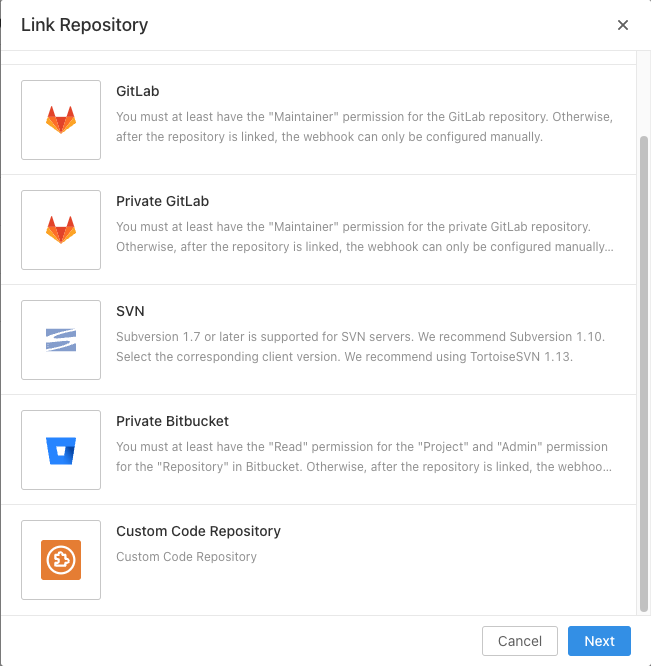 Link Repository
GitLab
You must at least have the "Maintainer" permission for the GitLab repository. Otherwise,
after the repository is linked, the webhook can only be configured manually.
Private GitLab
You must at least have the "Maintainer" permission for the private GitLab repository.
Otherwise, after the repository is linked, the webhook can only be configured manually...
SVN
Subversion 1.7 or later is supported for SVN servers. We recommend Subversion 1.10.
Select the corresponding client version. We recommend using TortoiseSVN 1.13.
Private Bitbucket
You must at least have the "Read" permission for the "Project" and "Admin" permission
for the "Repository" in Bitbucket. Otherwise, after the repository is linked, the webhoo...
Custom Code Repository
Custom Code Repository
Cancel
Next